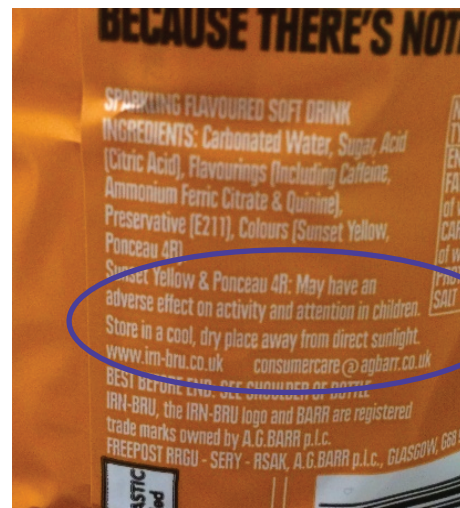 BECAUSE THERE'S
SPARKLING FLAVOURED SOFT DRINK
INGREDIENTS: Carbonated Water, Sugar, Acid
(Citric Acid), Flavourings (Including Caffeine,
Ammonium Ferric Citrate & Quinine),
Preservative (E211), Colours (Sunset Yellow,
Ponceau 4R)
Sunset Yellow & Ponceau 4R: May have an
adverse effect on activity and attention in children.
Store in a cool, dry place away from direct sunlight.
www.irn-bru.co.uk consumercare@agbarr.co.uk
BEST BEFORE END: SEE SHOULDER OF BOTTLE
IRN-BRU, the IRN-BRU logo and BARR are registered
trade marks owned by A.G.BARR p.l.c.
FREEPOST RRGU - SERY - RSAK, A.G.BARR p.l.c., GLASGOW, G68
SALT